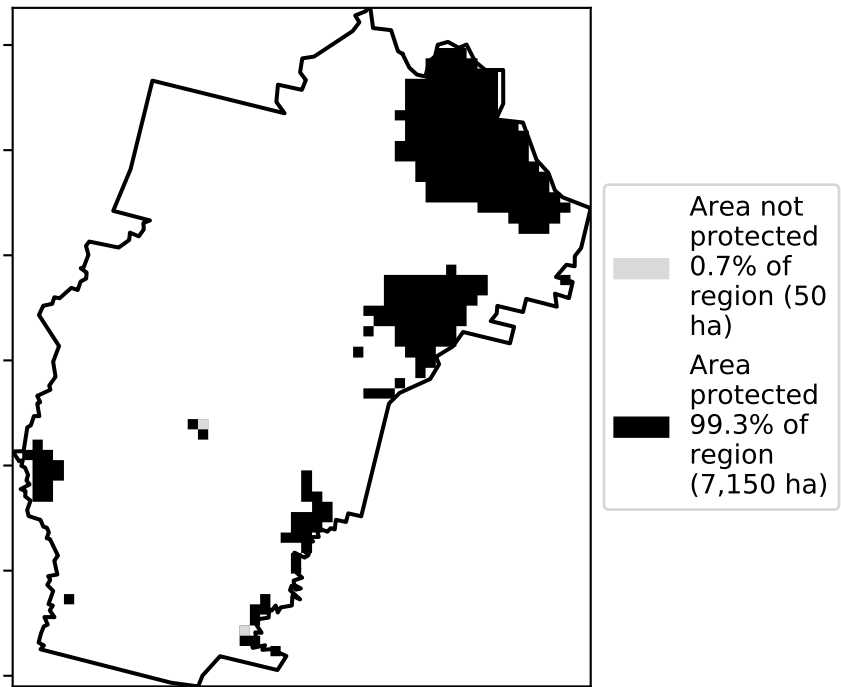 Area not
protected
0.7% of
region (50
ha)
Area
protected
99.3% of
region
(7,150 ha)